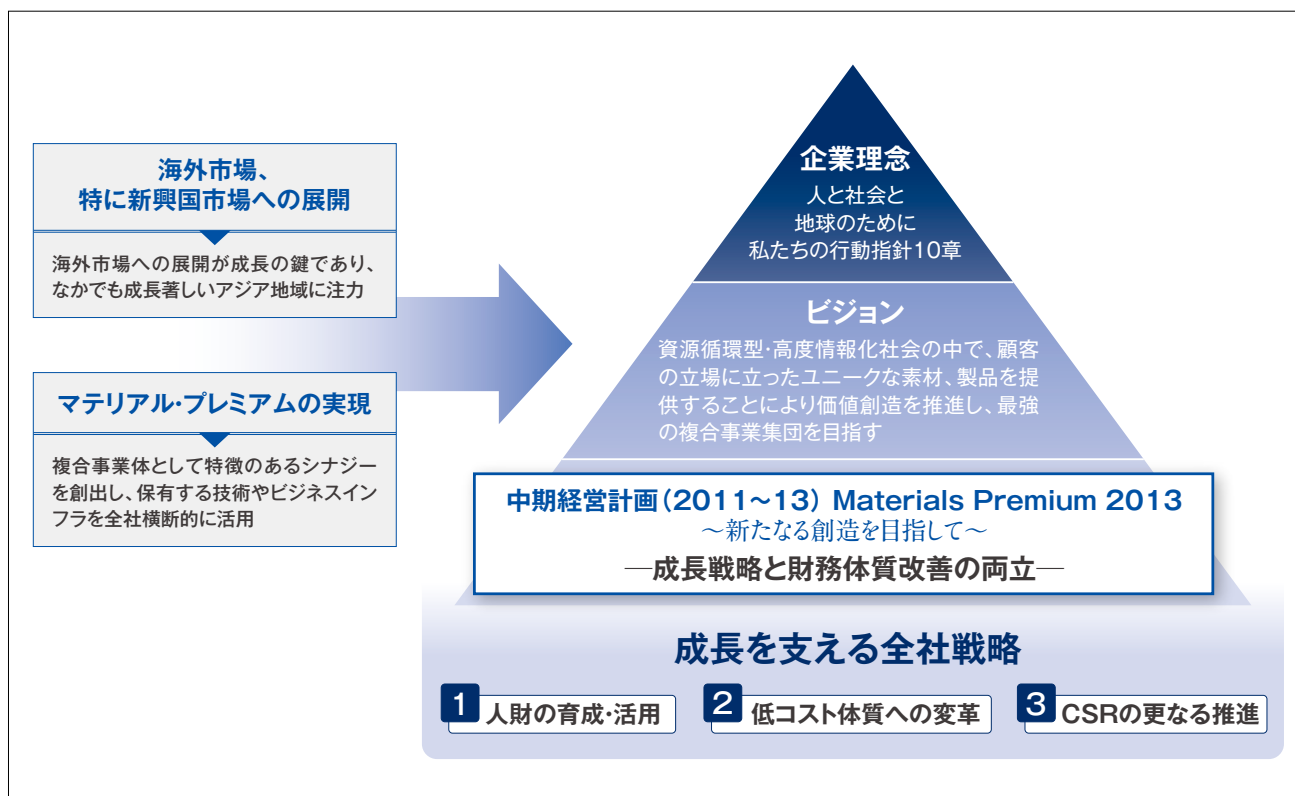 海外市場、
特に新興国市場への展開
海外市場への展開が成長の鍵であり、
なかでも成長著しいアジア地域に注力
マテリアル・プレミアムの実現
複合事業体として特徴のあるシナジー
を創出し、保有する技術やビジネスイン
フラを全社横断的に活用
企業理念
人と社会と
地球のために
私たちの行動指針10章
ビジョン
資源循環型・高度情報化社会の中で、顧客
の立場に立ったユニークな素材、製品を提
供することにより価値創造を推進し、最強
の複合事業集団を目指す
中期経営計画（2011〜13） Materials Premium 2013
〜新たなる創造を目指して〜
―成長戦略と財務体質改善の両立―
成長を支える全社戦略
1 人財の育成・活用
2 低コスト体質への変革
3 CSRの更なる推進